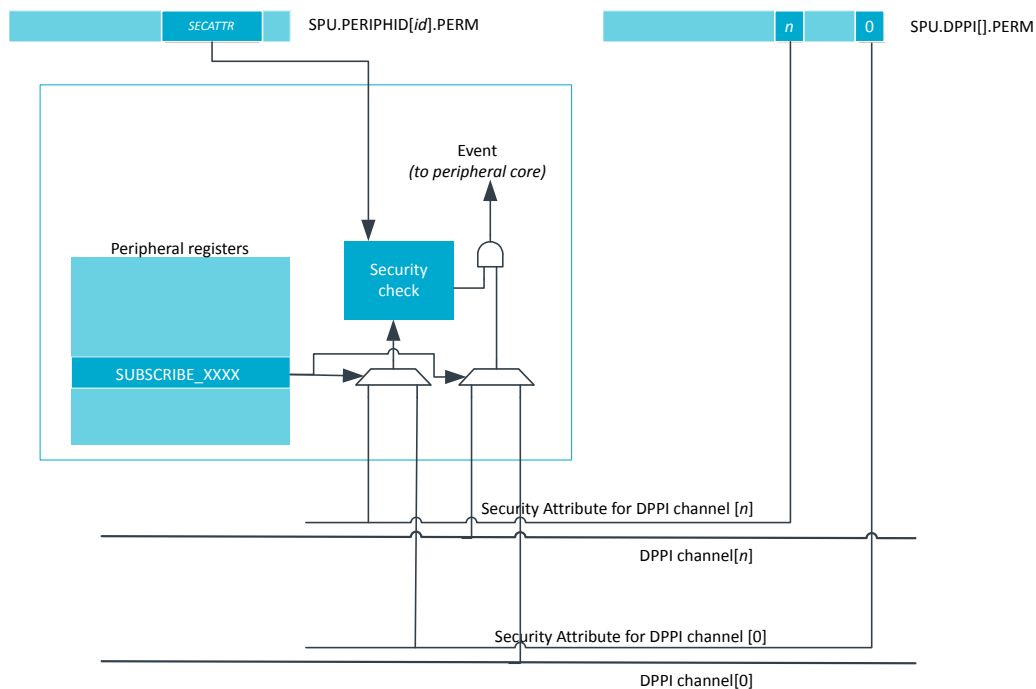 SECATTR
SPU.PERIPHID[id].PERM
n
0
SPU.DPPI[].PERM
Event
(to peripheral core)
Peripheral registers
Security
check
SUBSCRIBE_XXXX
Security Attribute for DPPI channel [n]
DPPI channel[n]
Security Attribute for DPPI channel [0]
DPPI channel[0]